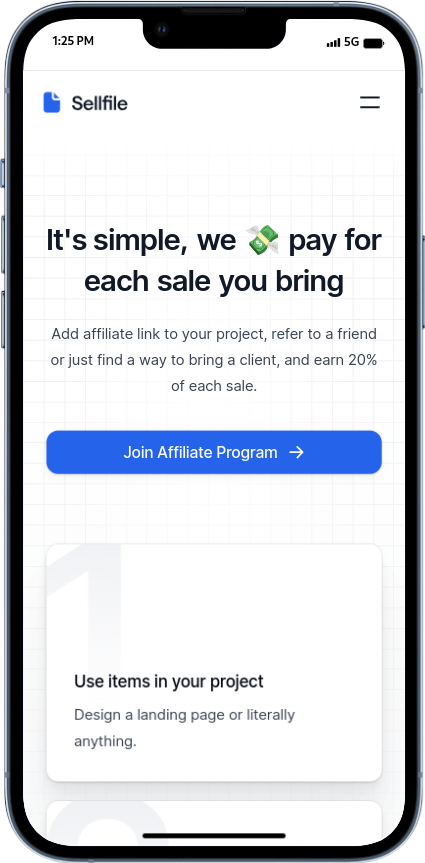 1:25 PM 5G
Sellfile
It's simple, we 💸 pay for
each sale you bring
Add affiliate link to your project, refer to a friend
or just find a way to bring a client, and earn 20%
of each sale.
Join Affiliate Program →
1
Use items in your project
Design a landing page or literally
anything.